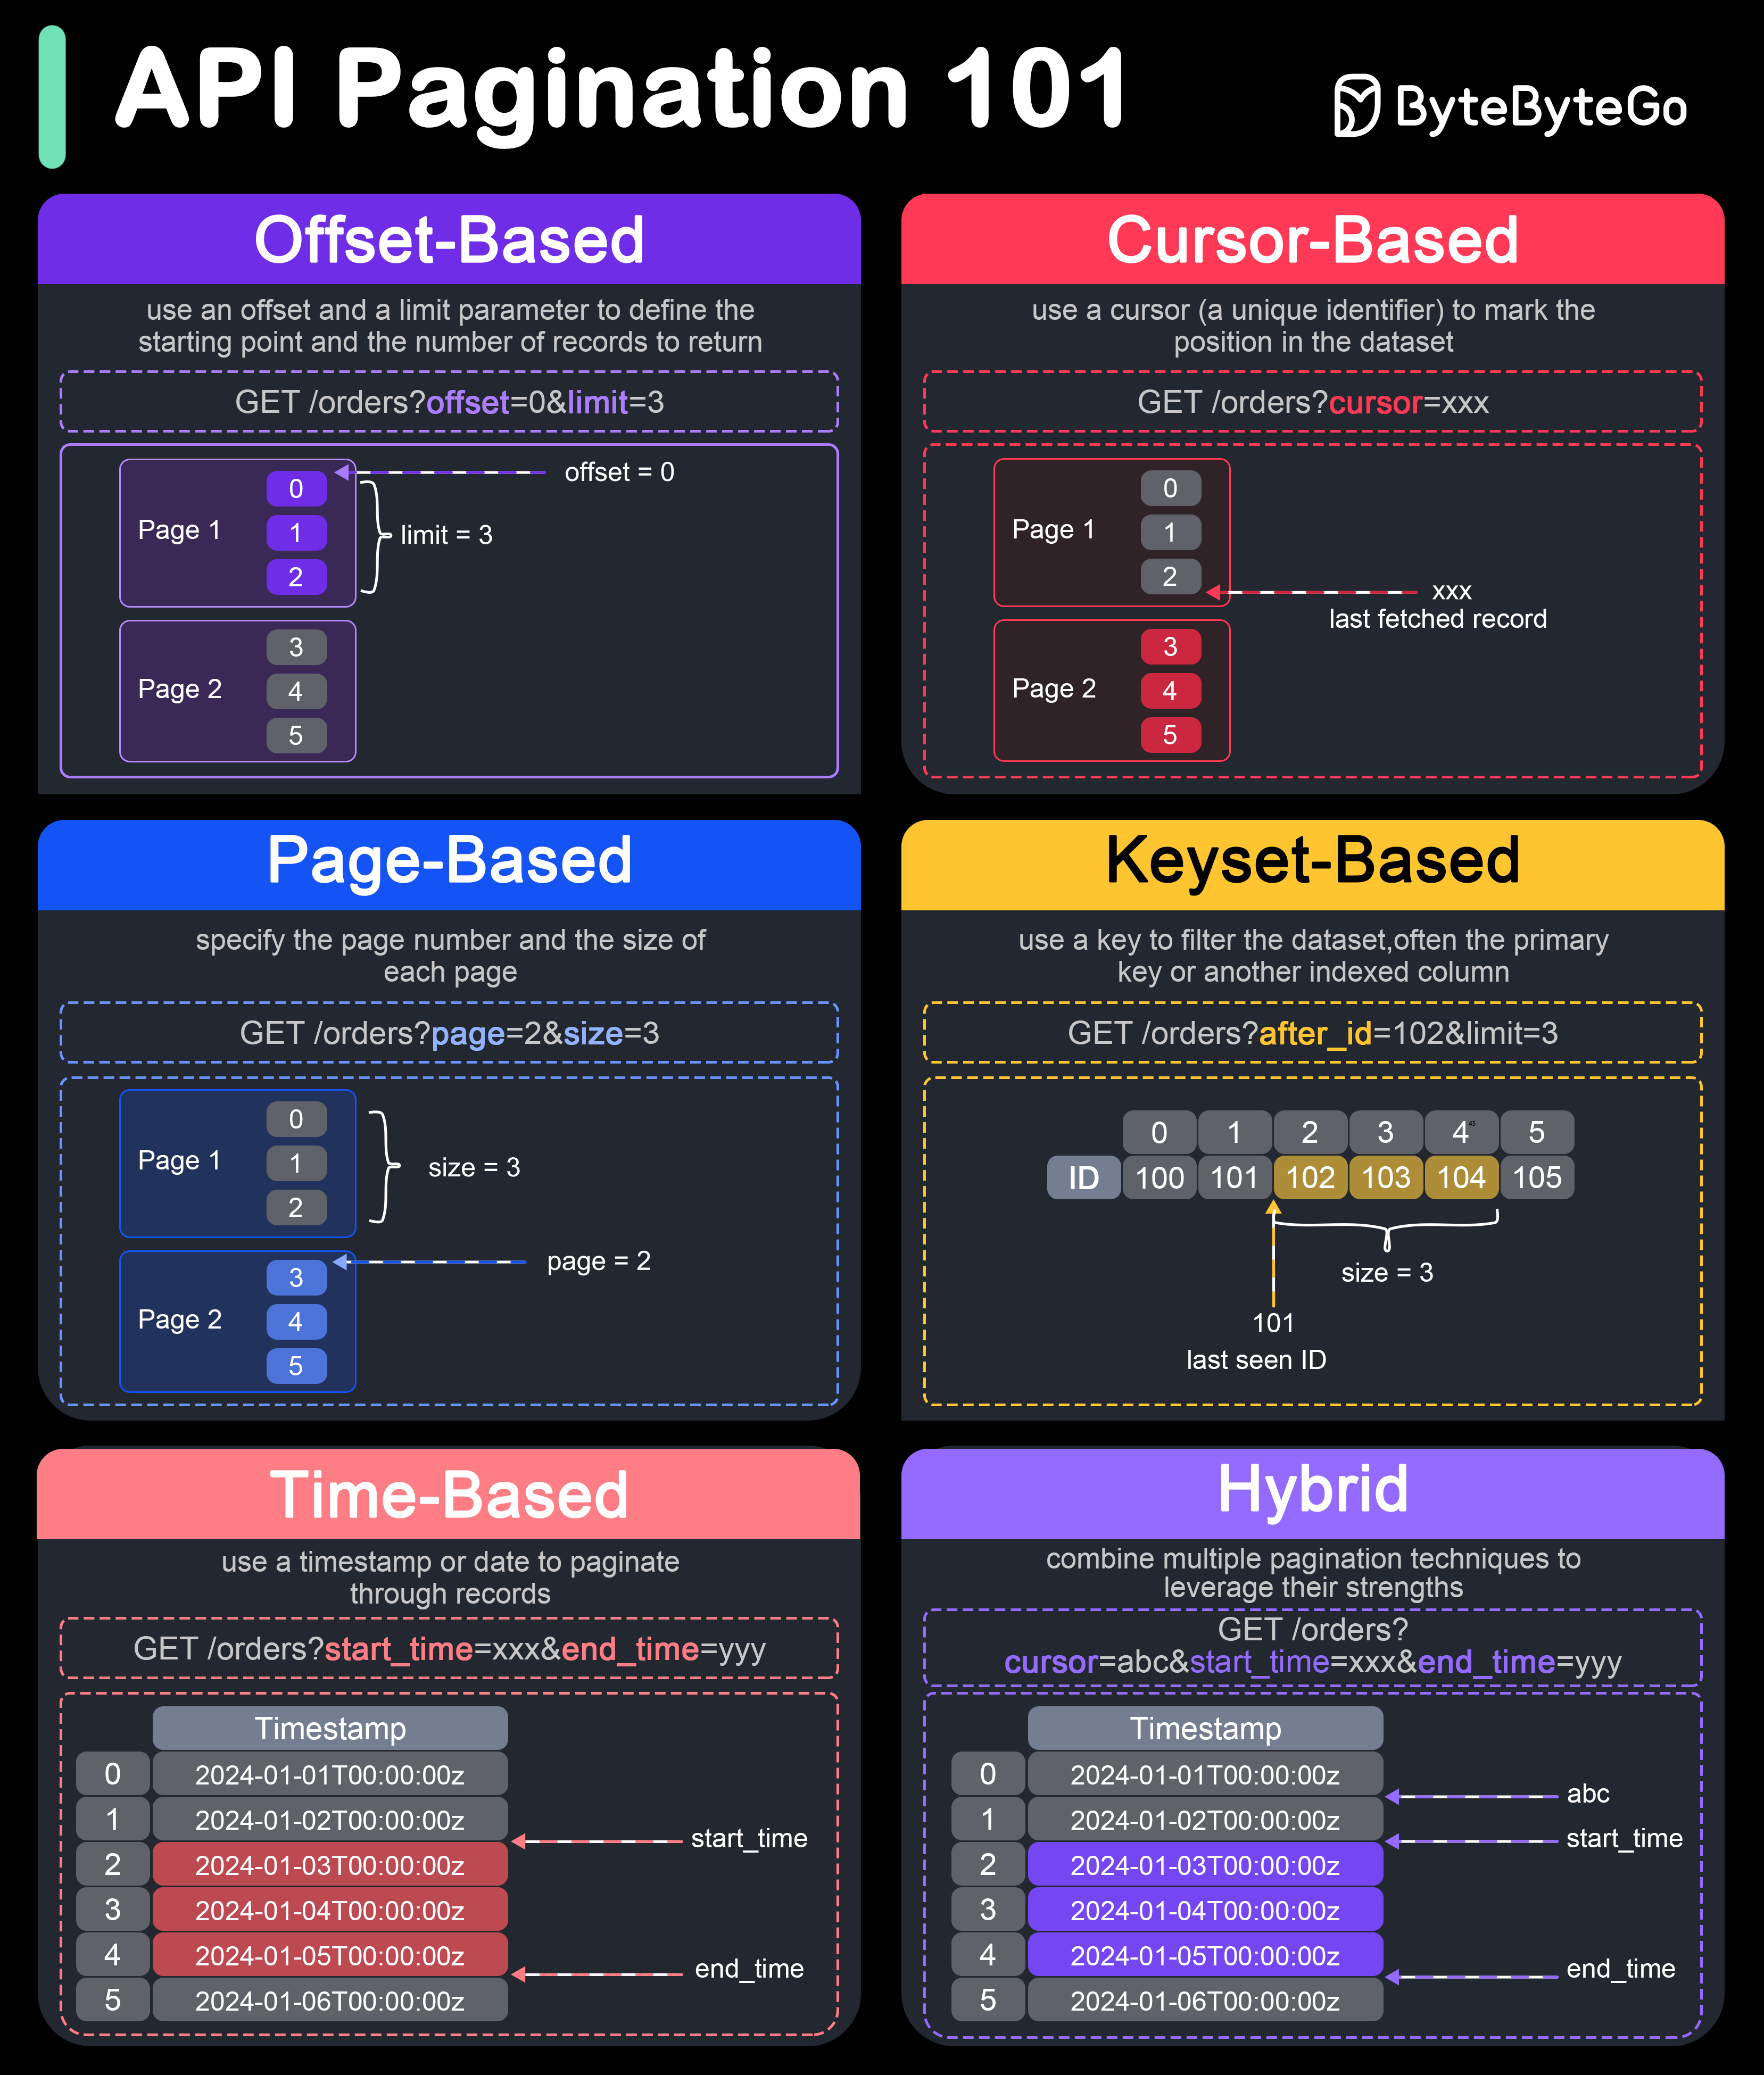 API Pagination 101
ByteByteGo
Offset-Based
use an offset and a limit parameter to define the
starting point and the number of records to return
GET /orders?offset=0&limit=3
Page 1
0
1
2
offset = 0
limit = 3
Page 2
3
4
5
Cursor-Based
use a cursor (a unique identifier) to mark the
position in the dataset
GET /orders?cursor=xxx
Page 1
0
1
2
xxx
last fetched record
Page 2
3
4
5
Page-Based
specify the page number and the size of
each page
GET /orders?page=2&size=3
Page 1
0
1
2
size = 3
Page 2
3
4
5
page = 2
Keyset-Based
use a key to filter the dataset,often the primary
key or another indexed column
GET /orders?after_id=102&limit=3
0 1 2 3 4 5
ID 100 101 102 103 104 105
size = 3
101
last seen ID
Time-Based
use a timestamp or date to paginate
through records
GET /orders?start_time=xxx&end_time=yyy
Timestamp
0 2024-01-01T00:00:00z
1 2024-01-02T00:00:00z
start_time
2 2024-01-03T00:00:00z
3 2024-01-04T00:00:00z
4 2024-01-05T00:00:00z
end_time
5 2024-01-06T00:00:00z
Hybrid
combine multiple pagination techniques to
leverage their strengths
GET /orders?
cursor=abc&start_time=xxx&end_time=yyy
Timestamp
0 2024-01-01T00:00:00z
abc
1 2024-01-02T00:00:00z
start_time
2 2024-01-03T00:00:00z
3 2024-01-04T00:00:00z
4 2024-01-05T00:00:00z
end_time
5 2024-01-06T00:00:00z